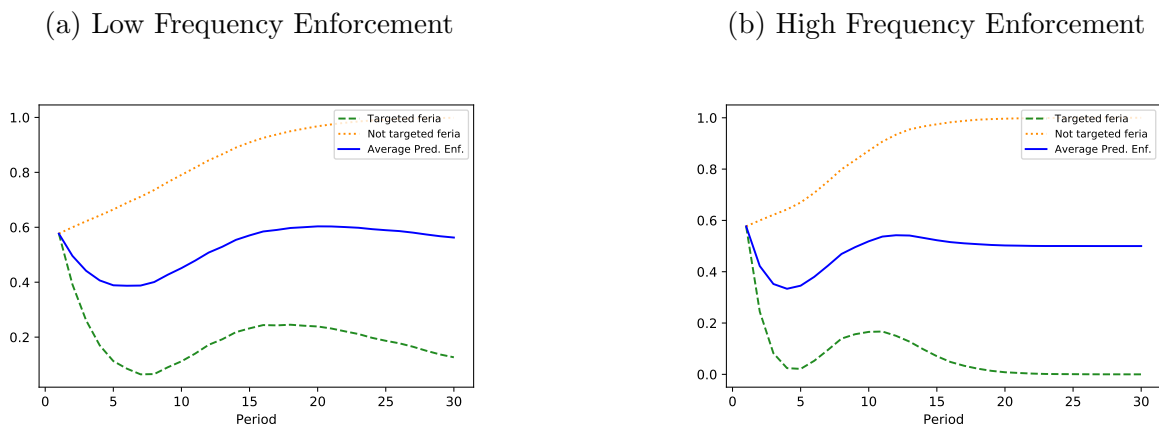 (a) Low Frequency Enforcement
1.0
0.8
0.6
0.4
0.2
Targeted feria
Not targeted feria
Average Pred. Enf.
0 5 10 15 20 25 30
Period
(b) High Frequency Enforcement
1.0
0.8
0.6
0.4
0.2
0.0
Targeted feria
Not targeted feria
Average Pred. Enf.
0 5 10 15 20 25 30
Period